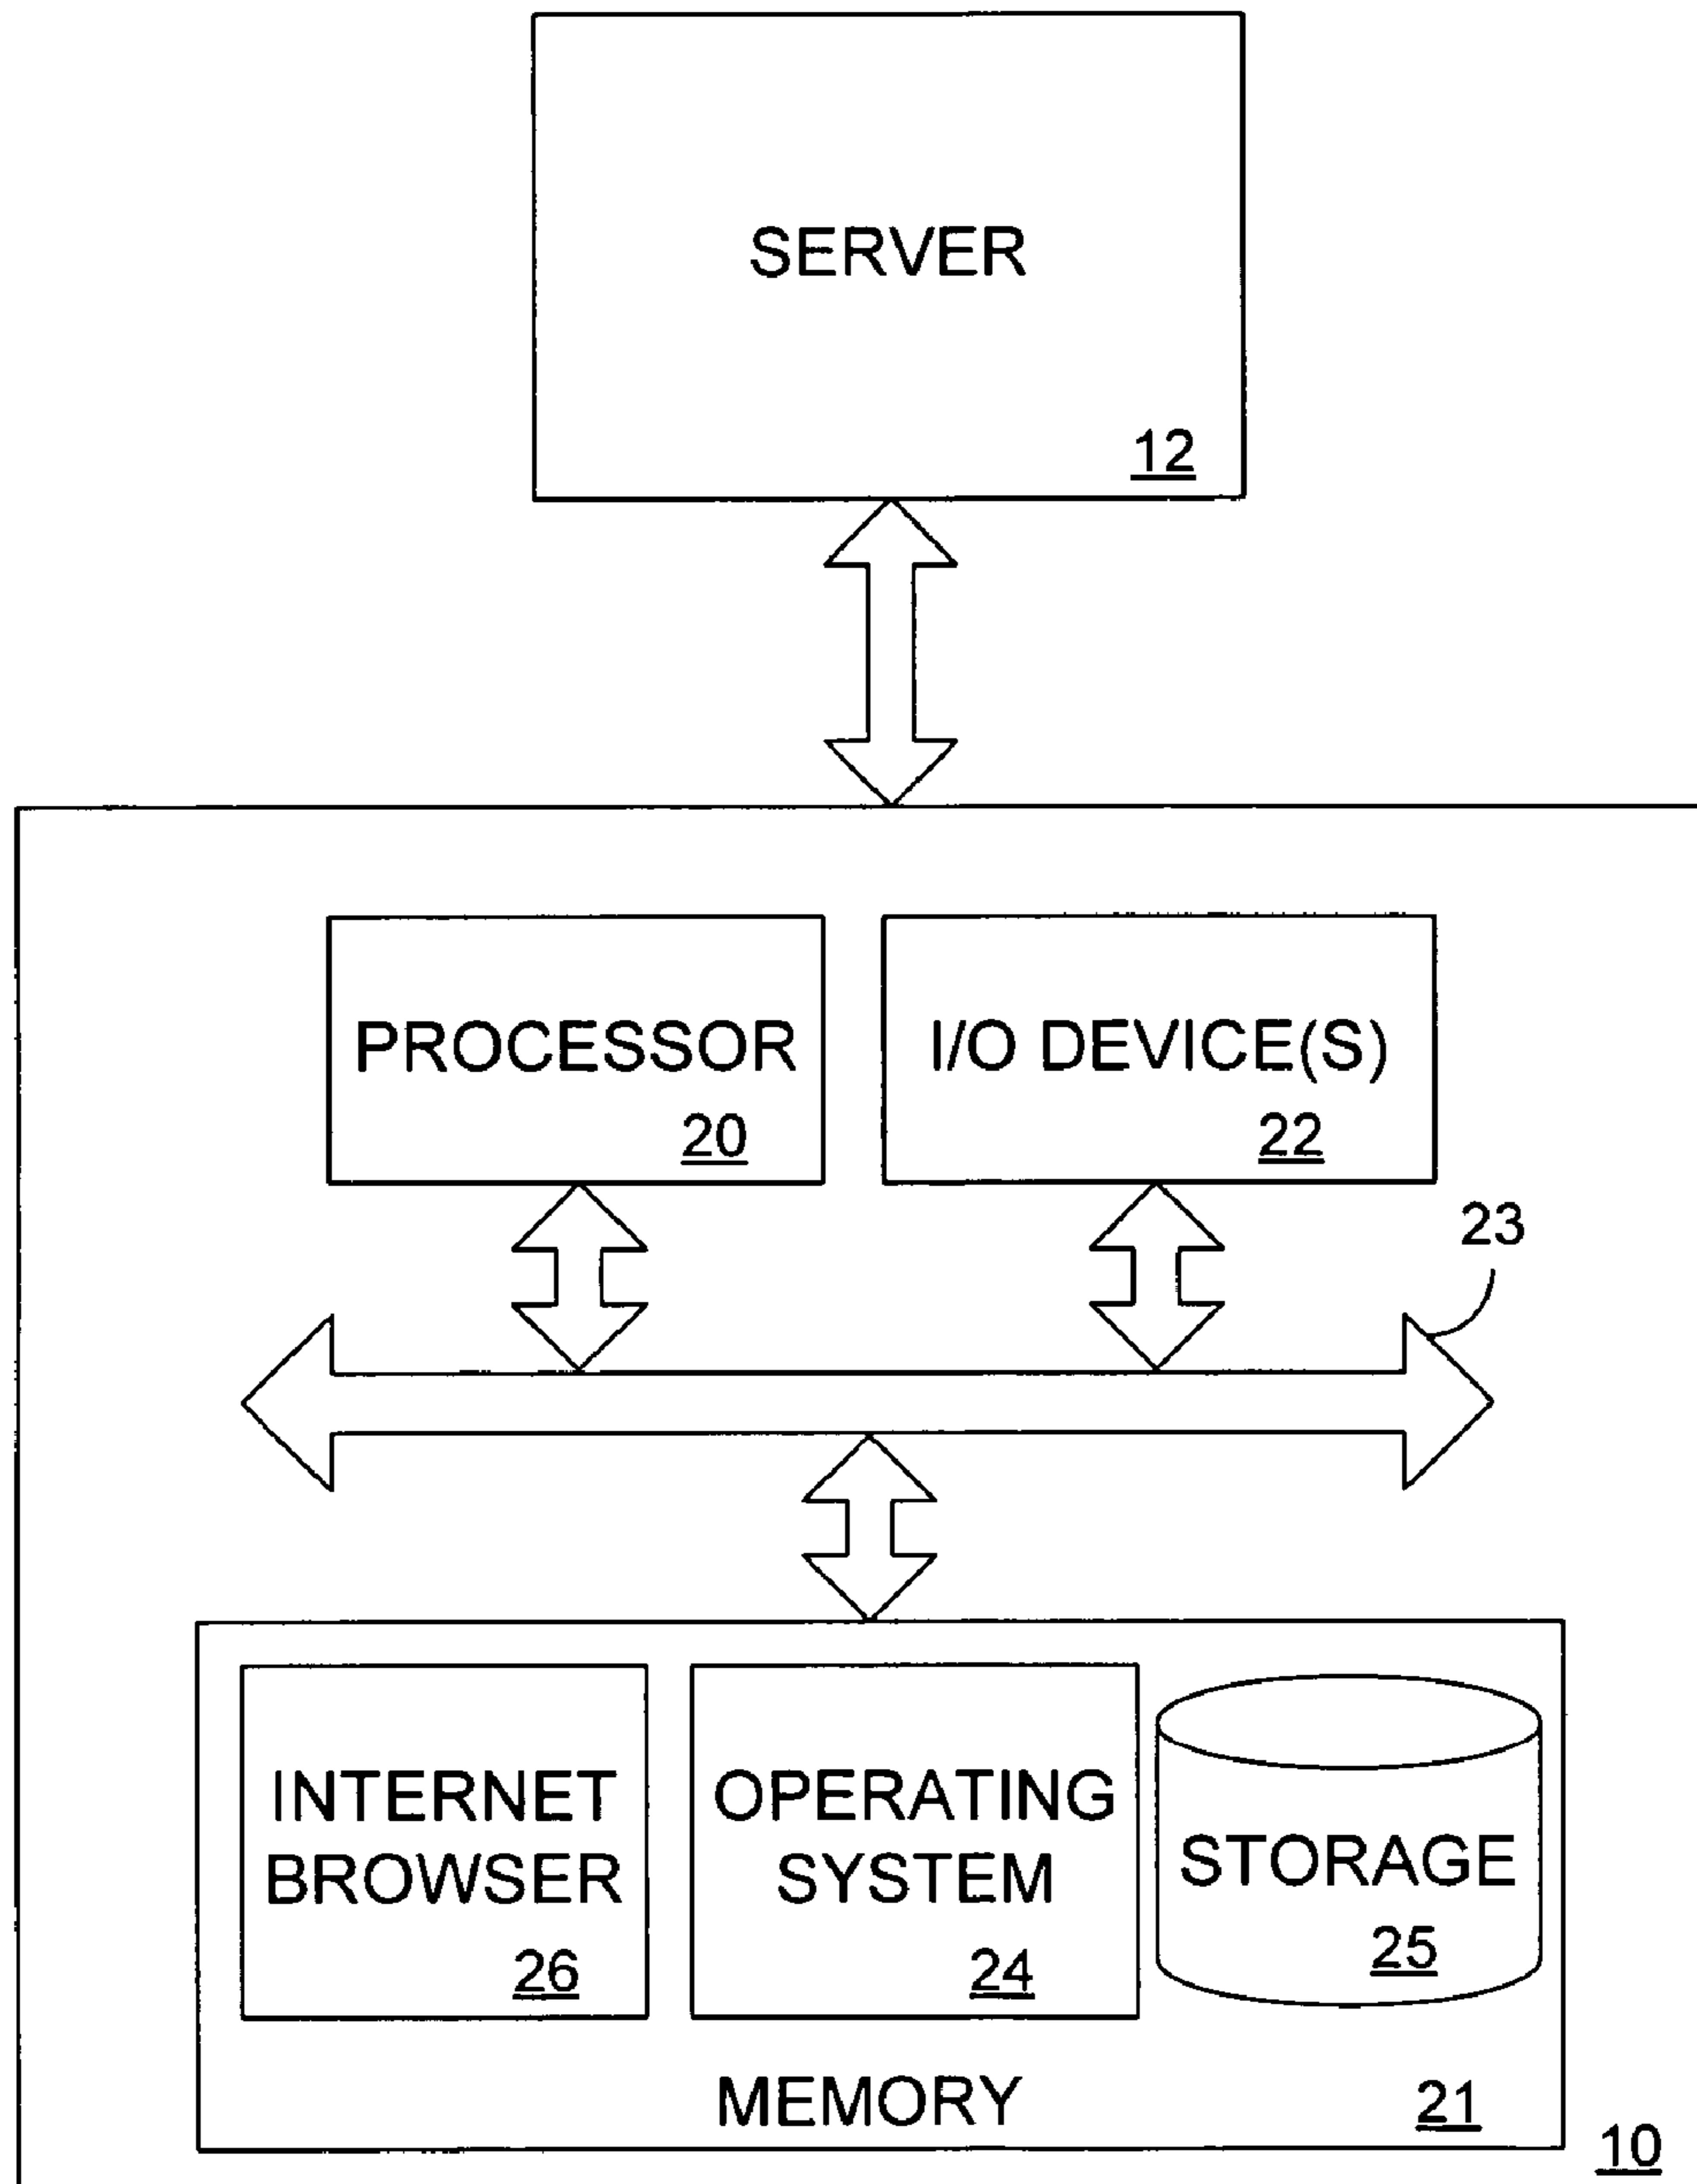 SERVER
12
PROCESSOR
20
I/O DEVICE(S)
22
23
INTERNET
BROWSER
26
OPERATING
SYSTEM
24
STORAGE
25
MEMORY
21
10